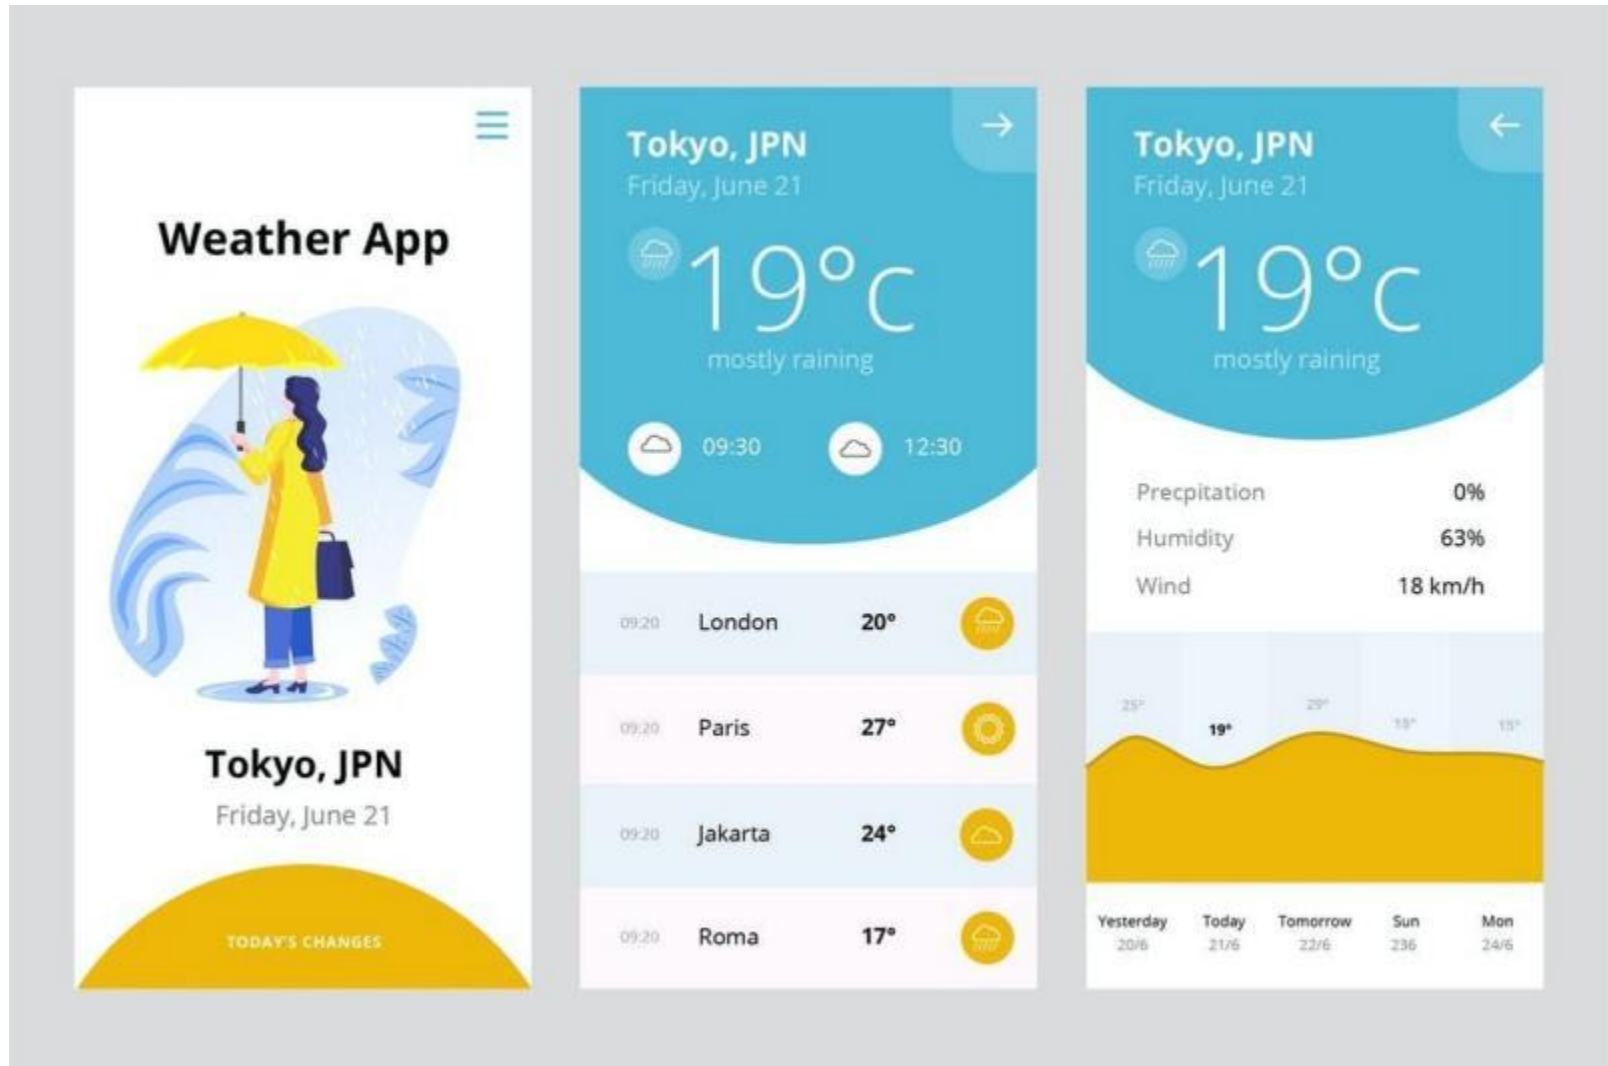 Weather App
Tokyo, JPN
Friday, June 21
TODAY'S CHANGES
Tokyo, JPN
Friday, June 21
19°c
mostly raining
09:30 12:30
09:20 London 20°
09:20 Paris 27°
09:20 Jakarta 24°
09:20 Roma 17°
Tokyo, JPN
Friday, June 21
19°c
mostly raining
Precpitation 0%
Humidity 63%
Wind 18 km/h
19°
Yesterday Today Tomorrow Sun Mon
20/6 21/6 22/6 236 24/6